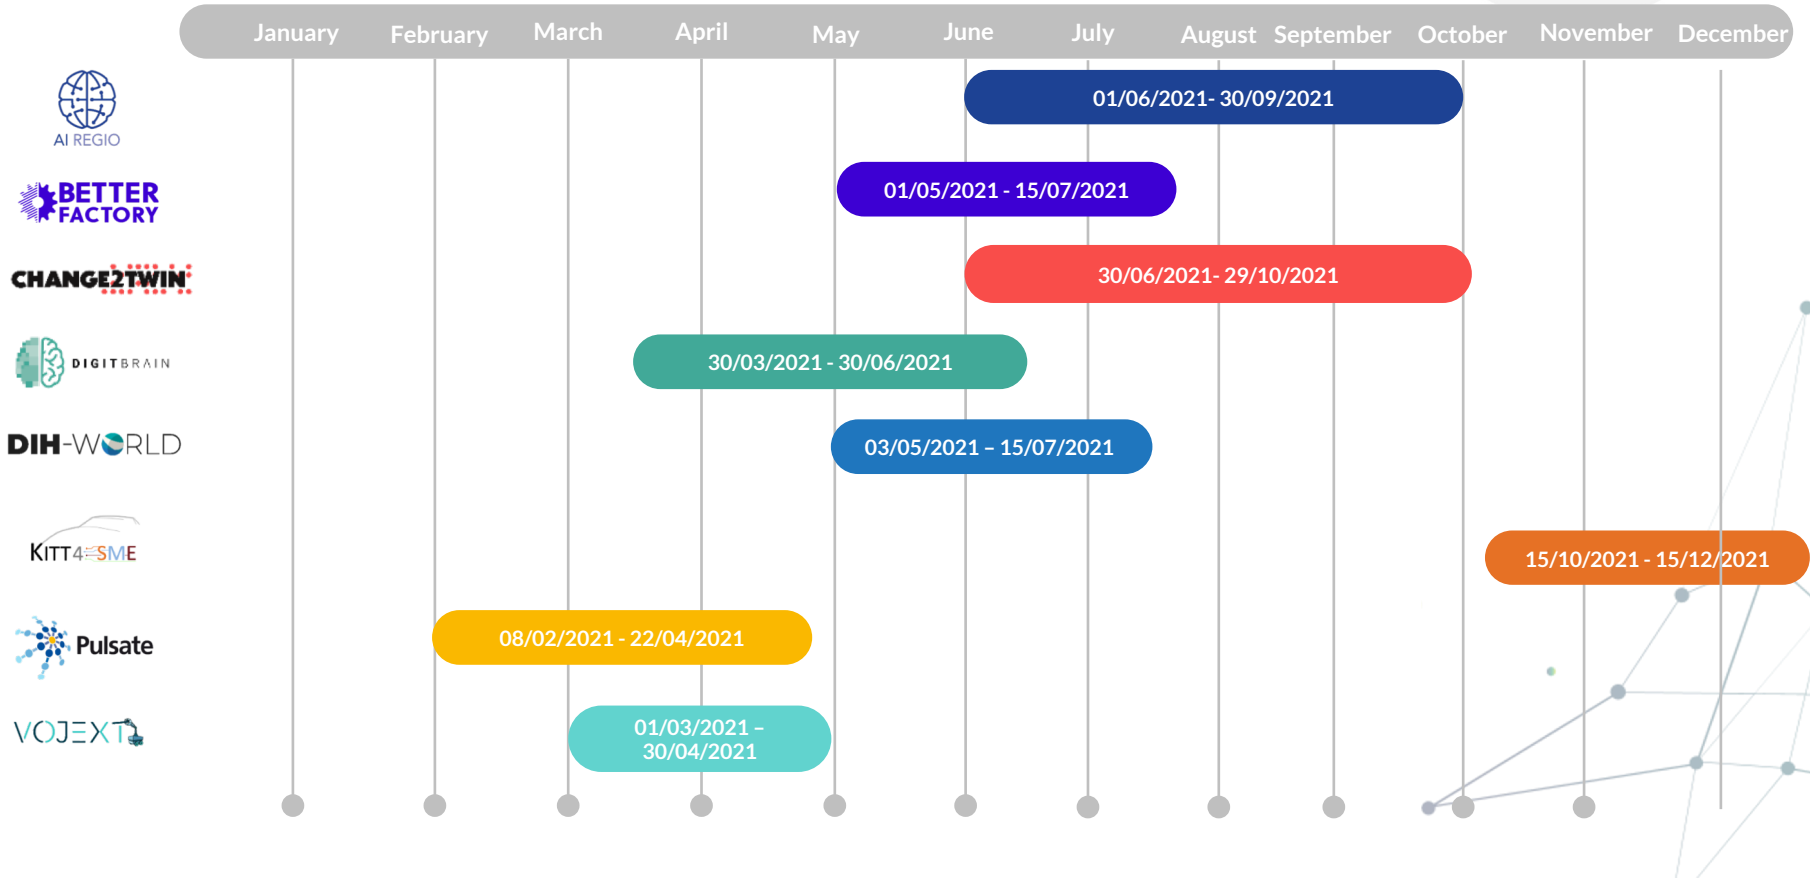 January February March April May June July August September October November December
AI REGIO
01/06/2021- 30/09/2021
BETTER
FACTORY
01/05/2021 - 15/07/2021
CHANGE2TWIN
30/06/2021- 29/10/2021
DIGITBRAIN
30/03/2021 - 30/06/2021
DIH-WORLD
03/05/2021 – 15/07/2021
KITT4SME
15/10/2021 - 15/12/2021
Pulsate
08/02/2021 - 22/04/2021
VOJEXT
01/03/2021 –
30/04/2021